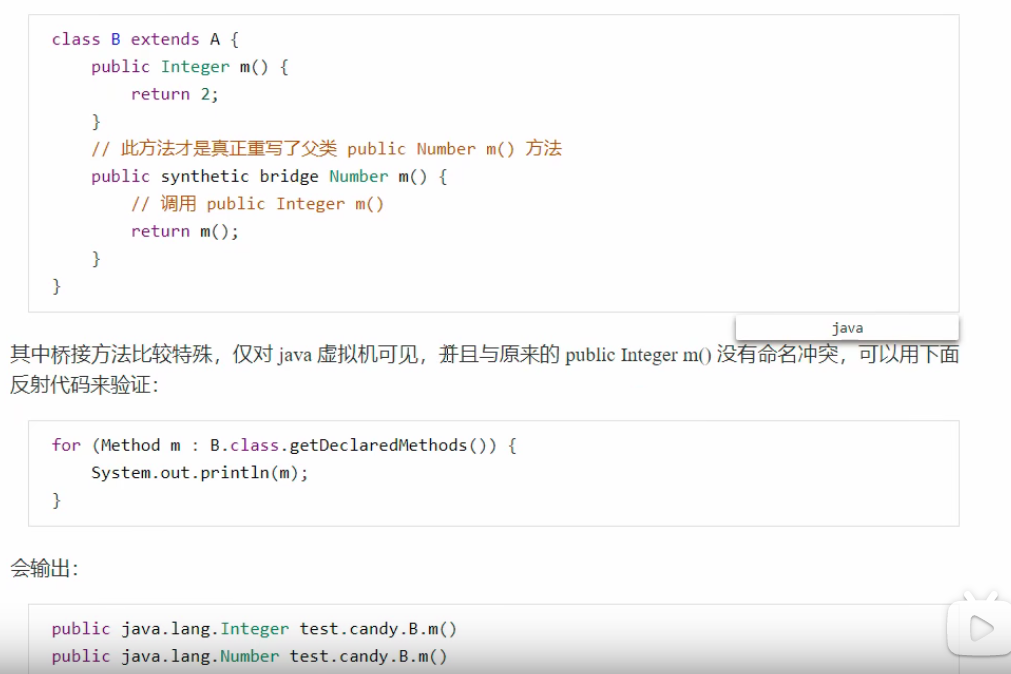 class B extends A {
public Integer m() {
return 2;
}
// 此方法才是真正重写了父类 public Number m() 方法
public synthetic bridge Number m() {
// 调用 public Integer m()
return m();
}
}
java
其中桥接方法比较特殊，仅对 java 虚拟机可见，并且与原来的 public Integer m() 没有命名冲突，可以用下面
反射代码来验证：
for (Method m : B.class.getDeclaredMethods()) {
System.out.println(m);
}
会输出：
public java.lang.Integer test.candy.B.m()
public java.lang.Number test.candy.B.m()